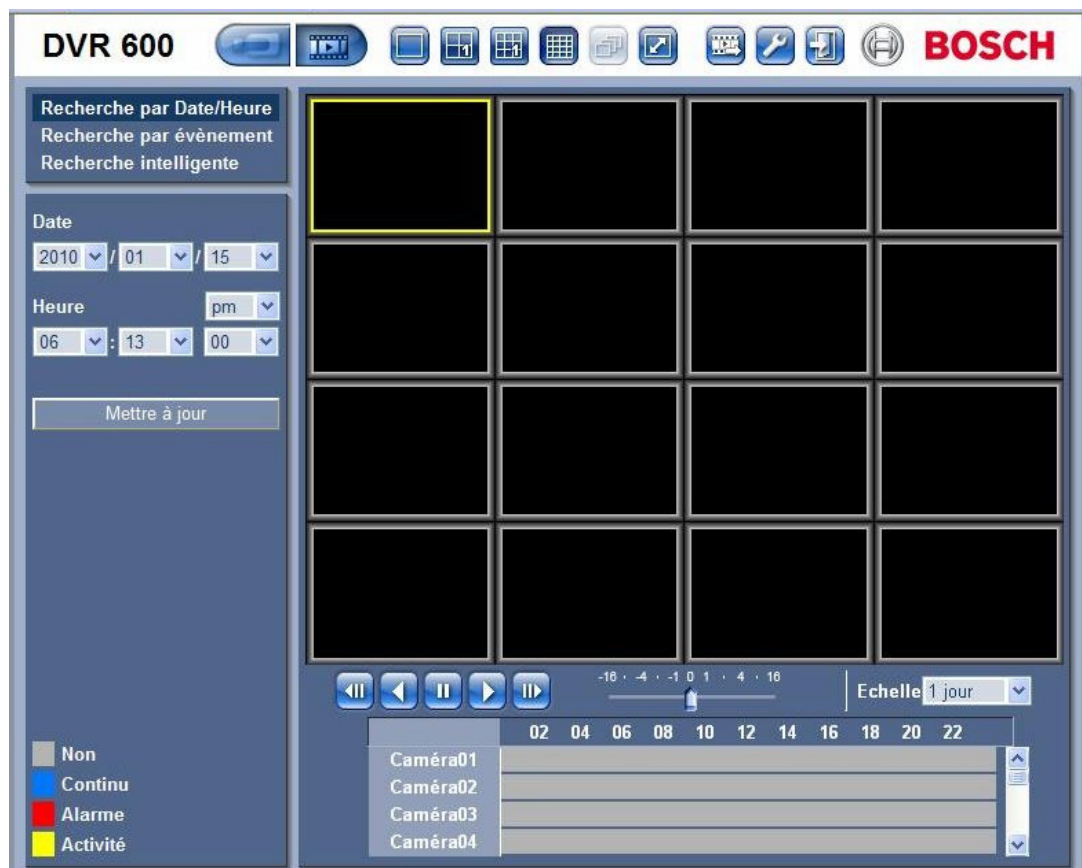 DVR 600
BOSCH
Recherche par Date/Heure
Recherche par évènement
Recherche intelligente
Date
2010 / 01 / 15
Heure pm
06 : 13 00
Mettre à jour
Non
Continu
Alarme
Activité
-16 · -4 · -1 0 1 · 4 · 16
Echelle 1 jour
02 04 06 08 10 12 14 16 18 20 22
Caméra01
Caméra02
Caméra03
Caméra04